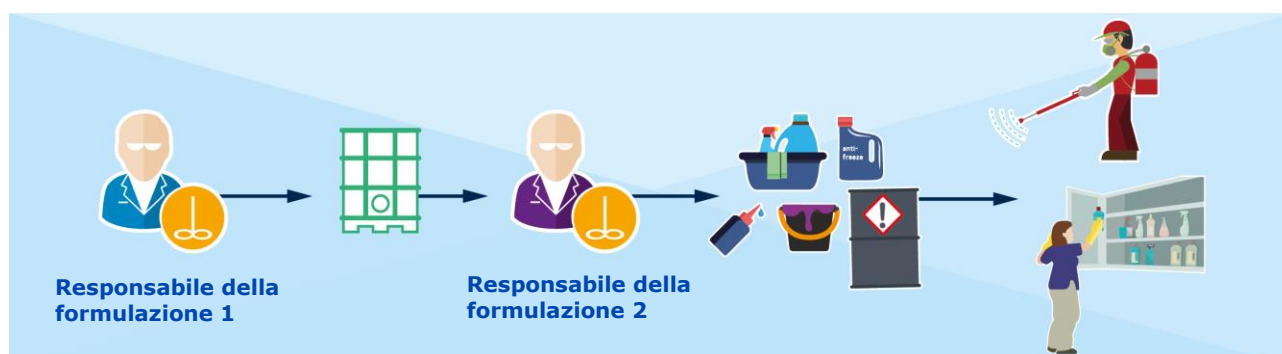 anti-
freeze
Responsabile della
formulazione 1
Responsabile della
formulazione 2